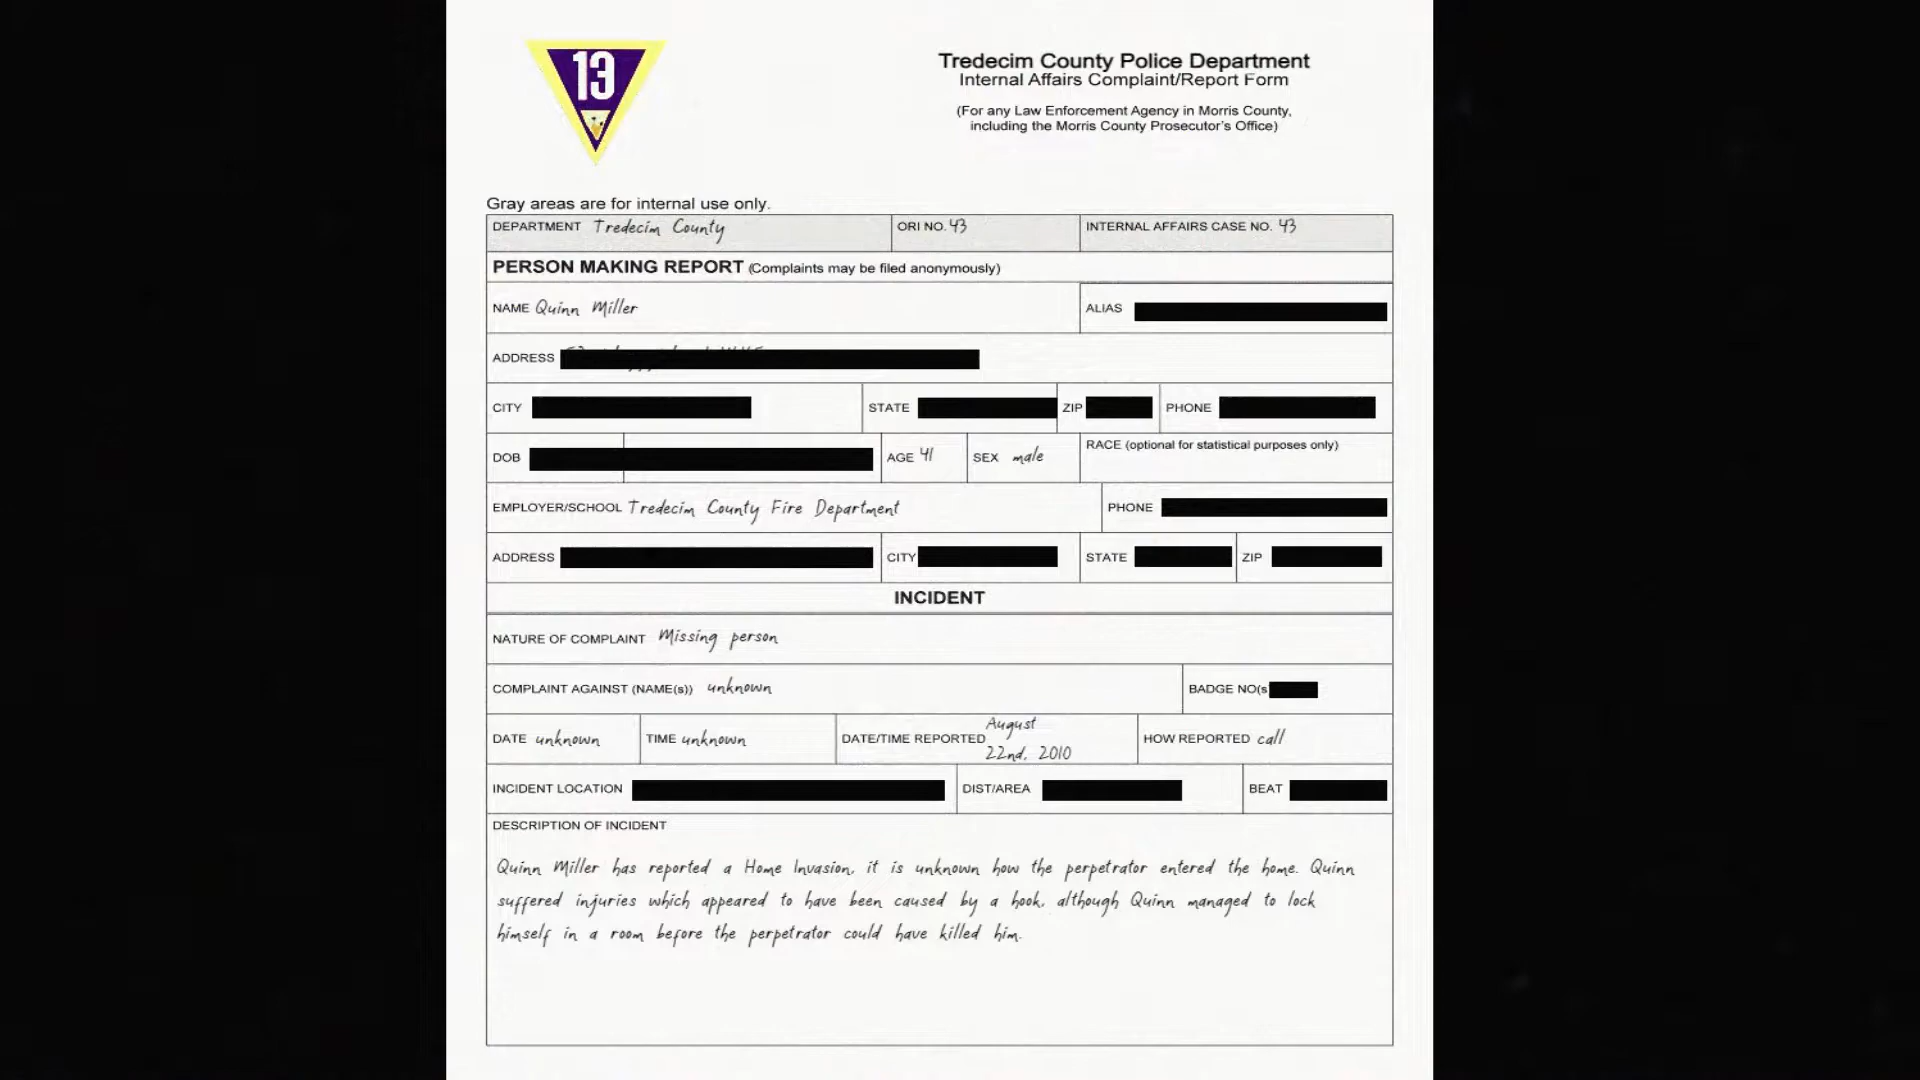 13
Tredecim County Police Department
Internal Affairs Complaint/Report Form
(For any Law Enforcement Agency in Morris County,
including the Morris County Prosecutor's Office)
Gray areas are for internal use only.
DEPARTMENT Tredecim County ORI NO. 43 INTERNAL AFFAIRS CASE NO. 43
PERSON MAKING REPORT (Complaints may be filed anonymously)
NAME Quinn Miller ALIAS
ADDRESS
CITY STATE ZIP PHONE
DOB AGE 41 SEX male RACE (optional for statistical purposes only)
EMPLOYER/SCHOOL Tredecim County Fire Department PHONE
ADDRESS CITY STATE ZIP
INCIDENT
NATURE OF COMPLAINT Missing person
COMPLAINT AGAINST (NAME(s)) unknown BADGE NO(s
DATE unknown TIME unknown DATE/TIME REPORTED August 22nd, 2010 HOW REPORTED call
INCIDENT LOCATION DIST/AREA BEAT
DESCRIPTION OF INCIDENT
Quinn Miller has reported a Home Invasion, it is unknown how the perpetrator entered the home. Quinn
suffered injuries which appeared to have been caused by a hook, although Quinn managed to lock
himself in a room before the perpetrator could have killed him.